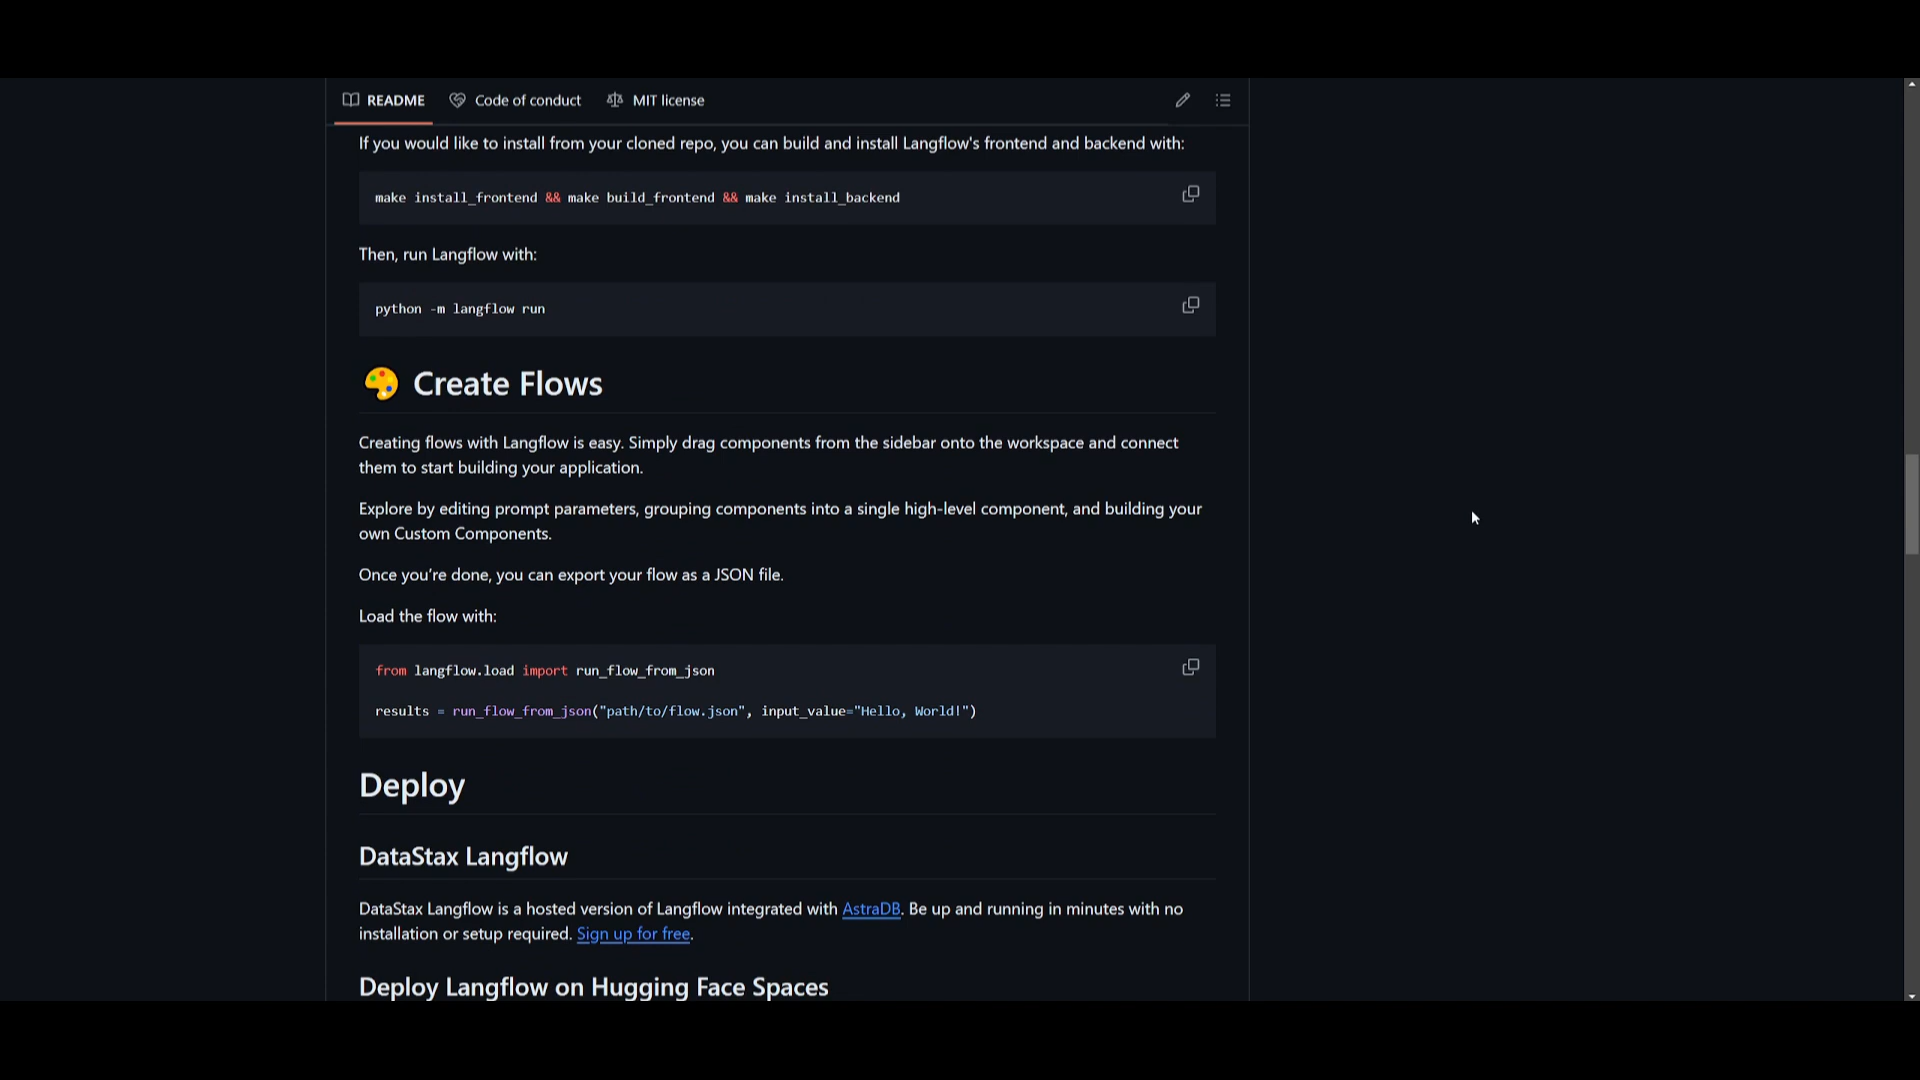 README Code of conduct MIT license
If you would like to install from your cloned repo, you can build and install Langflow's frontend and backend with:
make install_frontend && make build_frontend && make install_backend
Then, run Langflow with:
python -m langflow run
Create Flows
Creating flows with Langflow is easy. Simply drag components from the sidebar onto the workspace and connect
them to start building your application.
Explore by editing prompt parameters, grouping components into a single high-level component, and building your
own Custom Components.
Once you’re done, you can export your flow as a JSON file.
Load the flow with:
from langflow.load import run_flow_from_json
results = run_flow_from_json("path/to/flow.json", input_value="Hello, World!")
Deploy
DataStax Langflow
DataStax Langflow is a hosted version of Langflow integrated with AstraDB. Be up and running in minutes with no
installation or setup required. Sign up for free.
Deploy Langflow on Hugging Face Spaces